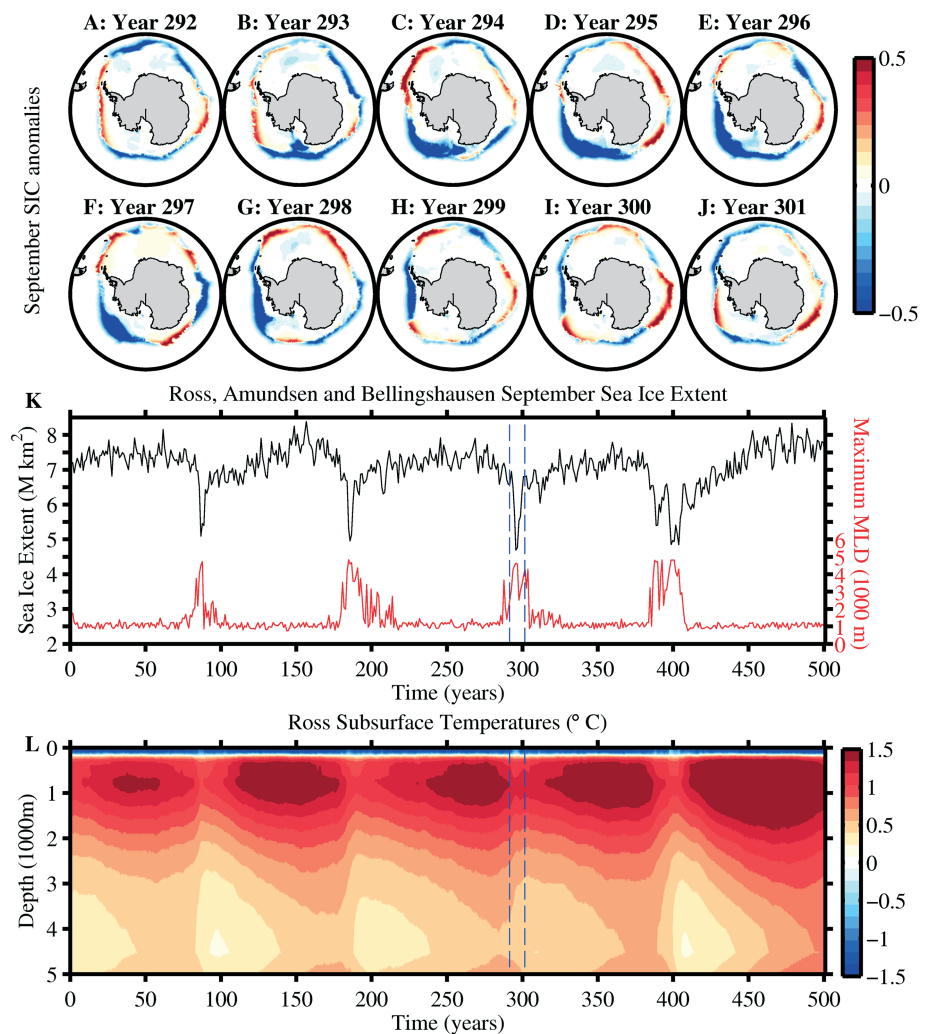 A: Year 292 B: Year 293 C: Year 294 D: Year 295 E: Year 296
September SIC anomalies
0.5
0
−0.5
F: Year 297 G: Year 298 H: Year 299 I: Year 300 J: Year 301
K Ross, Amundsen and Bellingshausen September Sea Ice Extent
Sea Ice Extent (M km²)
8
7
6
5
4
3
2
Maximum MLD (1000 m)
6
5
4
3
2
1
0
0 50 100 150 200 250 300 350 400 450 500
Time (years)
L Ross Subsurface Temperatures (° C)
Depth (1000m)
0
1
2
3
4
5
1.5
1
0.5
0
−0.5
−1
−1.5
0 50 100 150 200 250 300 350 400 450 500
Time (years)